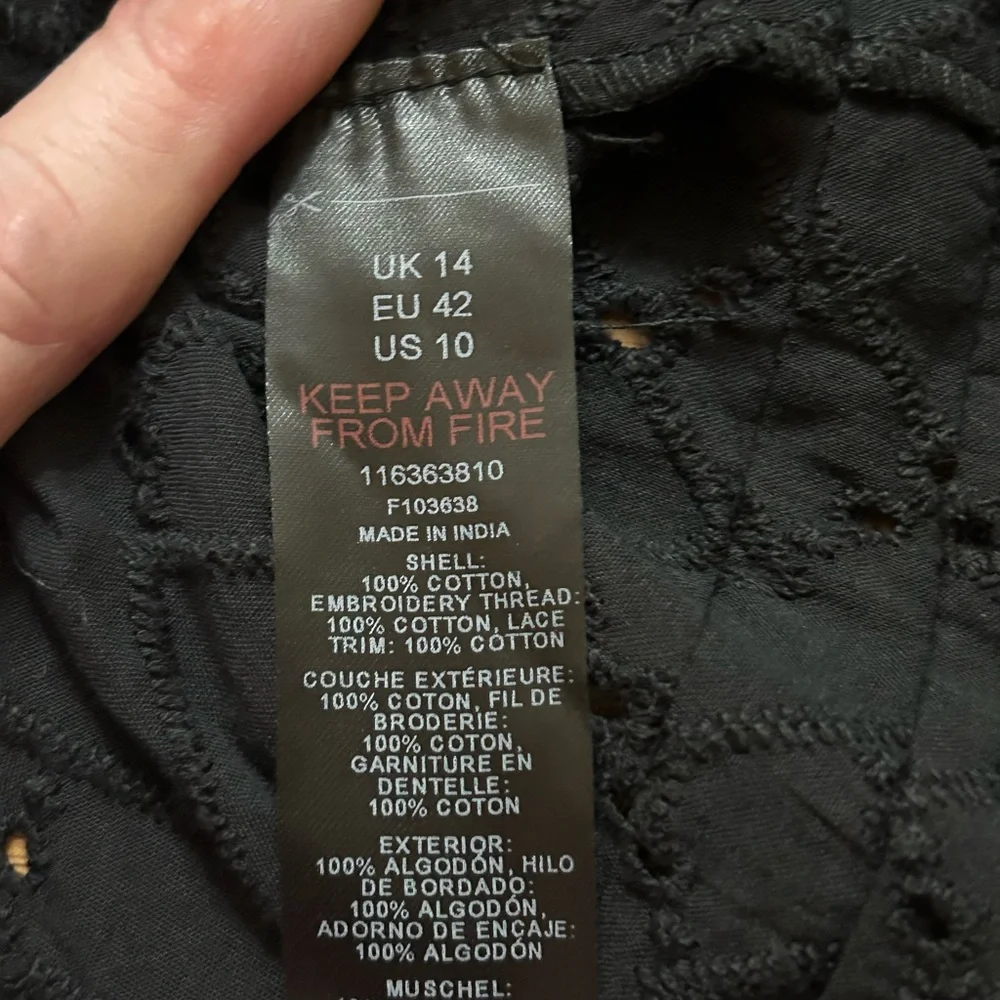 UK 14
EU 42
US 10
KEEP AWAY
FROM FIRE
116363810
F103638
MADE IN INDIA
SHELL:
100% COTTON,
EMBROIDERY THREAD:
100% COTTON, LACE
TRIM: 100% COTTON
COUCHE EXTÉRIEURE:
100% COTON, FIL DE
BRODERIE:
100% COTON,
GARNITURE EN
DENTELLE:
100% COTON
EXTERIOR:
100% ALGODÓN, HILO
DE BORDADO:
100% ALGODÓN,
ADORNO DE ENCAJE:
100% ALGODÓN
MUSCHEL: